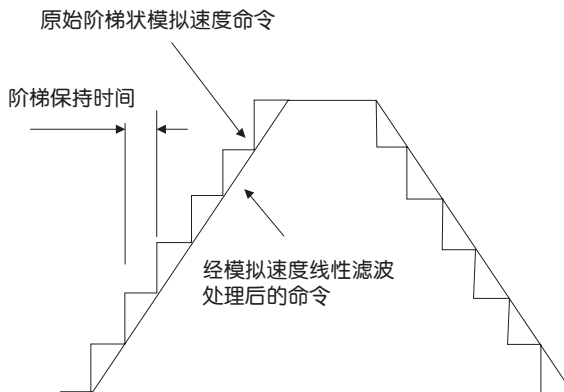 原始阶梯状模拟速度命令
阶梯保持时间
经模拟速度线性滤波
处理后的命令